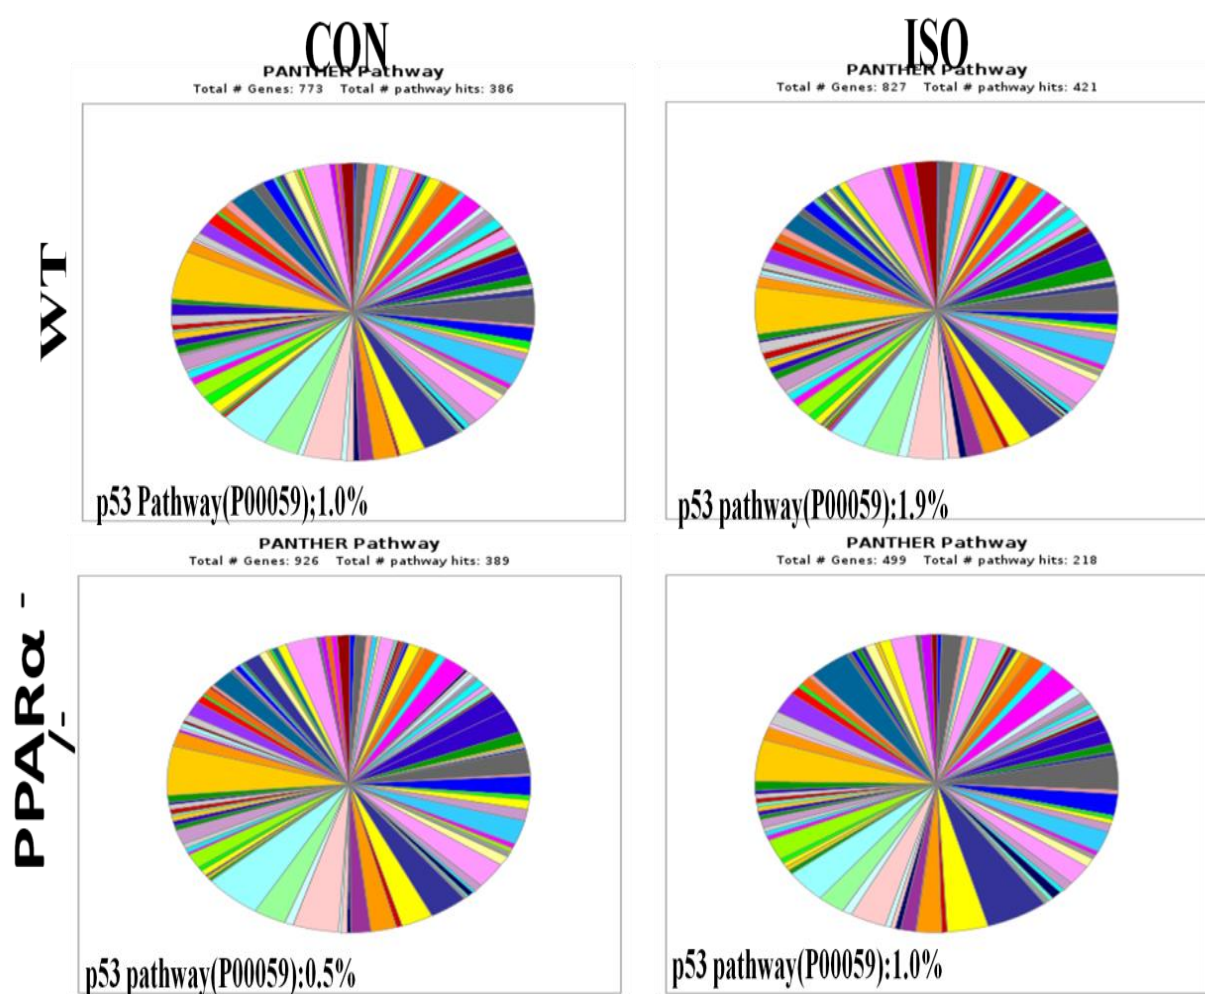 CON
ISO
PANTHER Pathway
Total # Genes: 773 Total # pathway hits: 386
PANTHER Pathway
Total # Genes: 827 Total # pathway hits: 421
WT
p53 Pathway(P00059);1.0%
p53 pathway(P00059):1.9%
PANTHER Pathway
Total # Genes: 926 Total # pathway hits: 389
PANTHER Pathway
Total # Genes: 499 Total # pathway hits: 218
PPARα -
/-
p53 pathway(P00059):0.5%
p53 pathway(P00059):1.0%